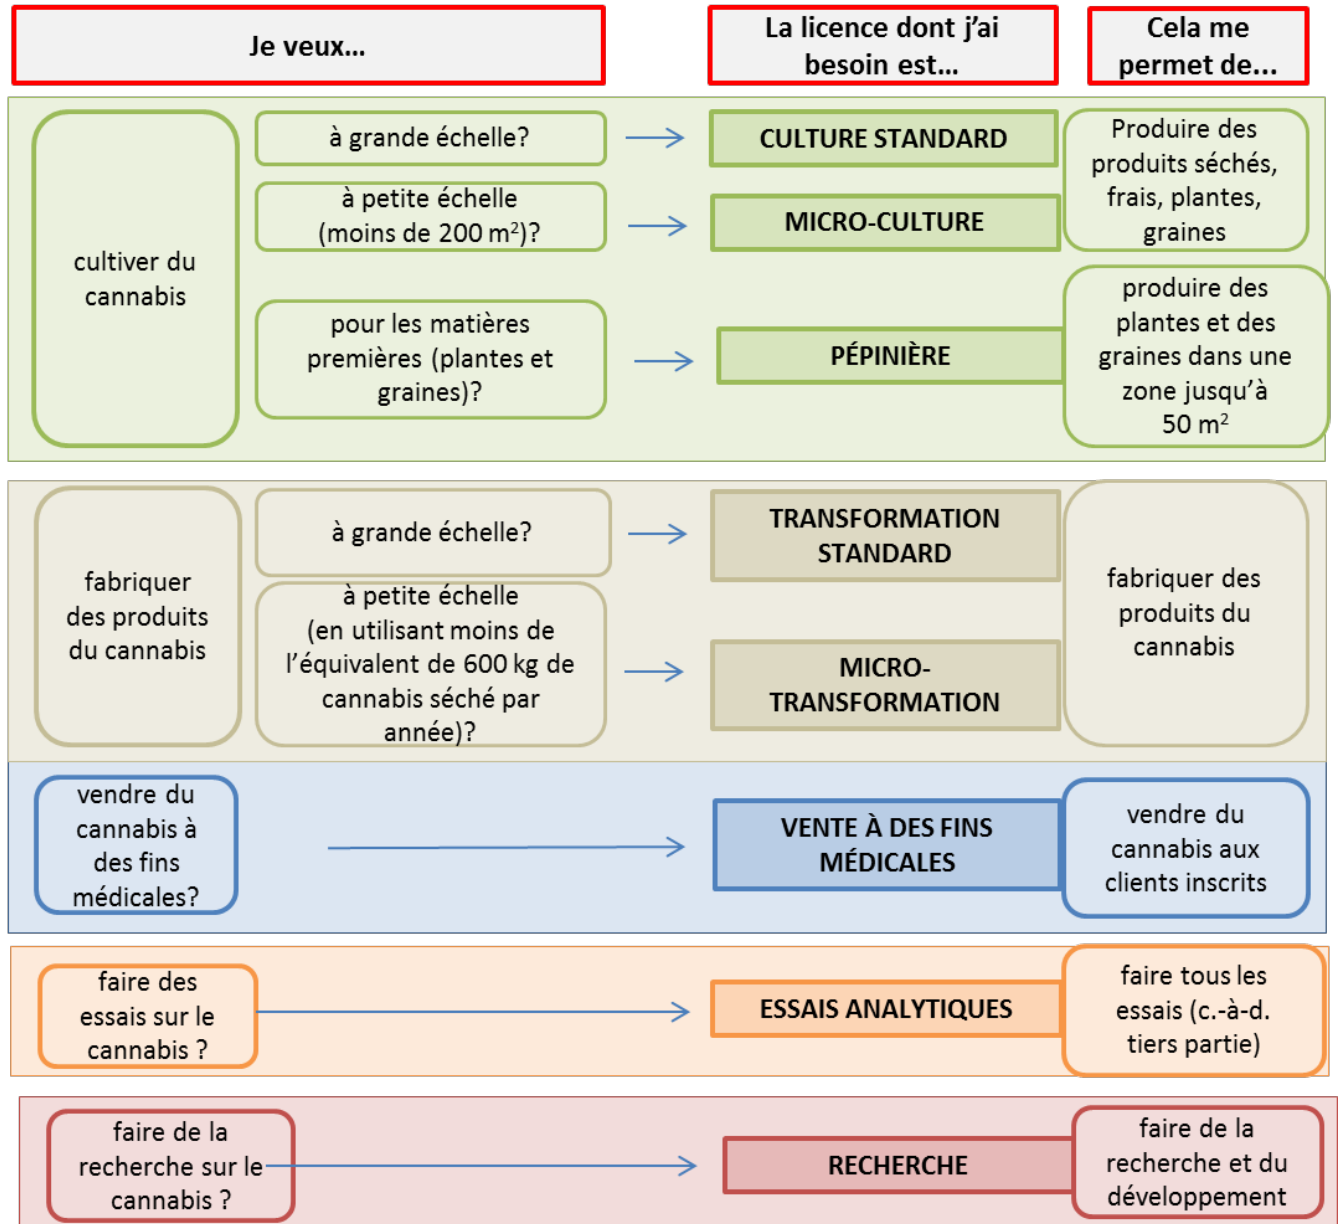 Je veux...
La licence dont j'ai
besoin est...
Cela me
permet de...
cultiver du
cannabis
à grande échelle?
CULTURE STANDARD
Produire des
produits séchés,
frais, plantes,
graines
à petite échelle
(moins de 200 m²)?
MICRO-CULTURE
pour les matières
premières (plantes et
graines)?
PÉPINIÈRE
produire des
plantes et des
graines dans une
zone jusqu'à
50 m²
fabriquer
des produits
du cannabis
à grande échelle?
TRANSFORMATION
STANDARD
à petite échelle
(en utilisant moins de
l'équivalent de 600 kg de
cannabis séché par
année)?
MICRO-
TRANSFORMATION
fabriquer des
produits du
cannabis
vendre du
cannabis à
des fins
médicales?
VENTE À DES FINS
MÉDICALES
vendre du
cannabis aux
clients inscrits
faire des
essais sur le
cannabis ?
ESSAIS ANALYTIQUES
faire tous les
essais (c.-à-d.
tiers partie)
faire de la
recherche sur le
cannabis ?
RECHERCHE
faire de la
recherche et du
développement